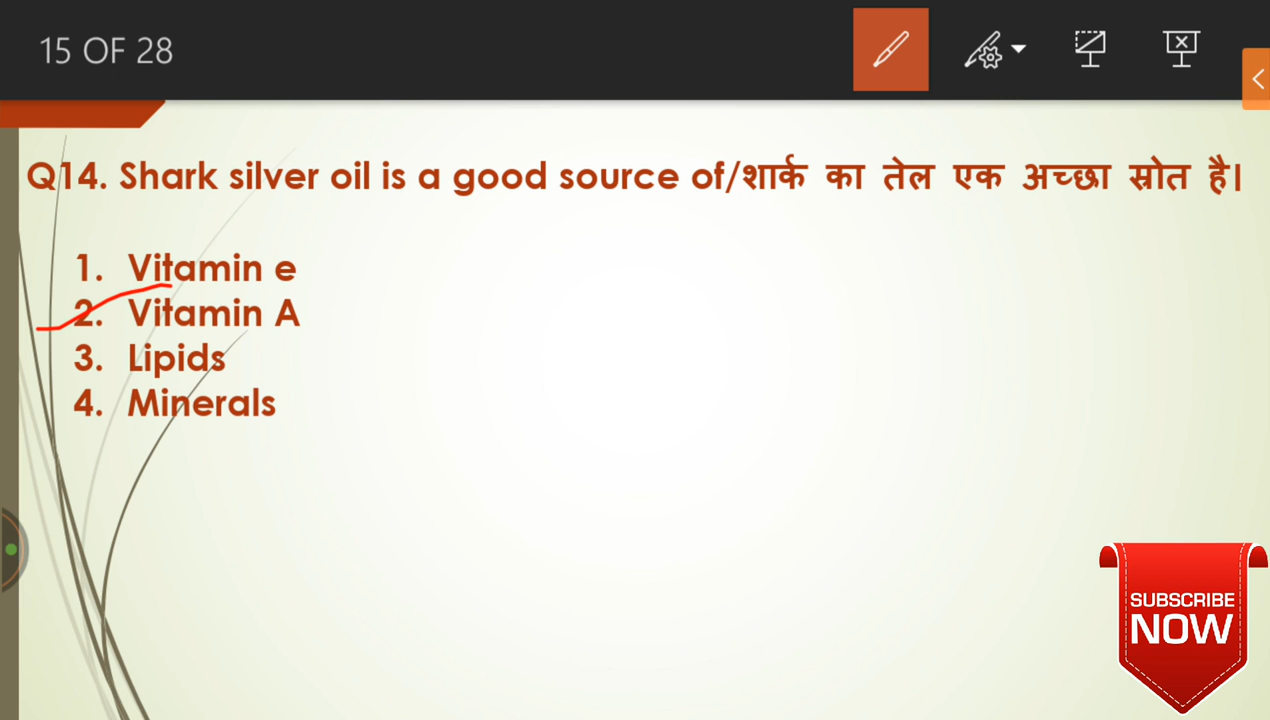 15 OF 28
Q14. Shark silver oil is a good source of/शार्क का तेल एक अच्छा स्रोत है।
1. Vitamin e
2. Vitamin A
3. Lipids
4. Minerals
SUBSCRIBE
NOW